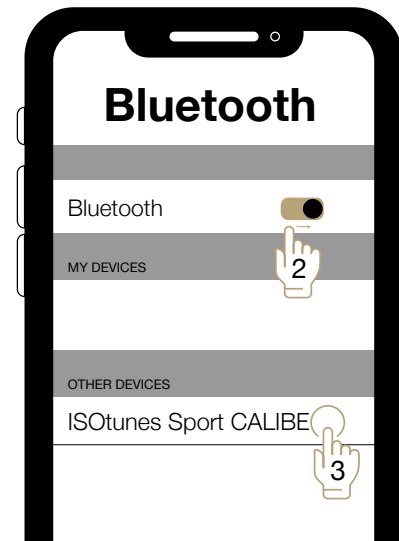 Bluetooth
Bluetooth
2
MY DEVICES
OTHER DEVICES
ISOtunes Sport CALIBE
3